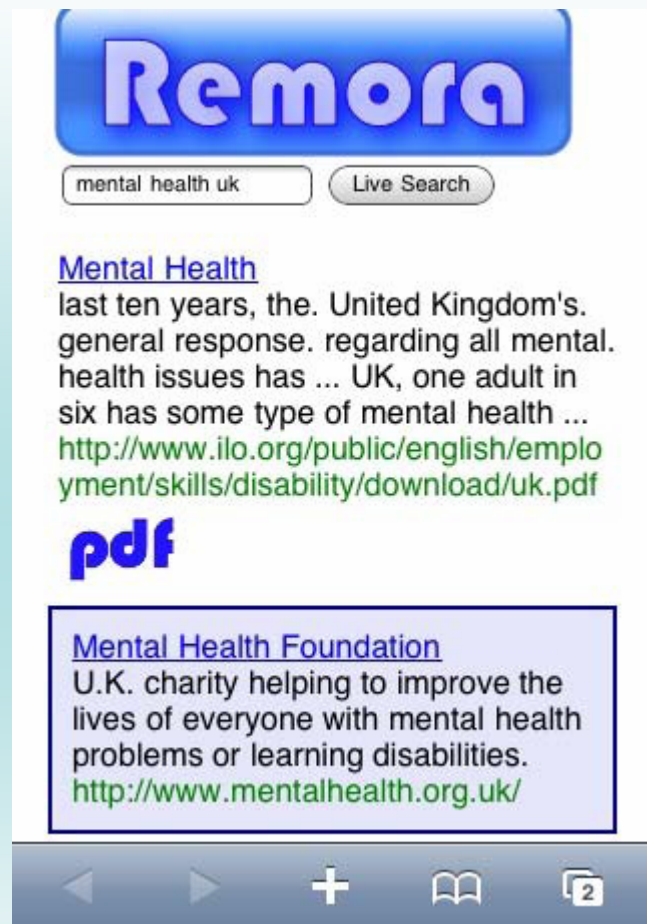 Remora
mental health uk Live Search
Mental Health
last ten years, the. United Kingdom's.
general response. regarding all mental.
health issues has ... UK, one adult in
six has some type of mental health ...
http://www.ilo.org/public/english/emplo
yment/skills/disability/download/uk.pdf
pdf
Mental Health Foundation
U.K. charity helping to improve the
lives of everyone with mental health
problems or learning disabilities.
http://www.mentalhealth.org.uk/
2